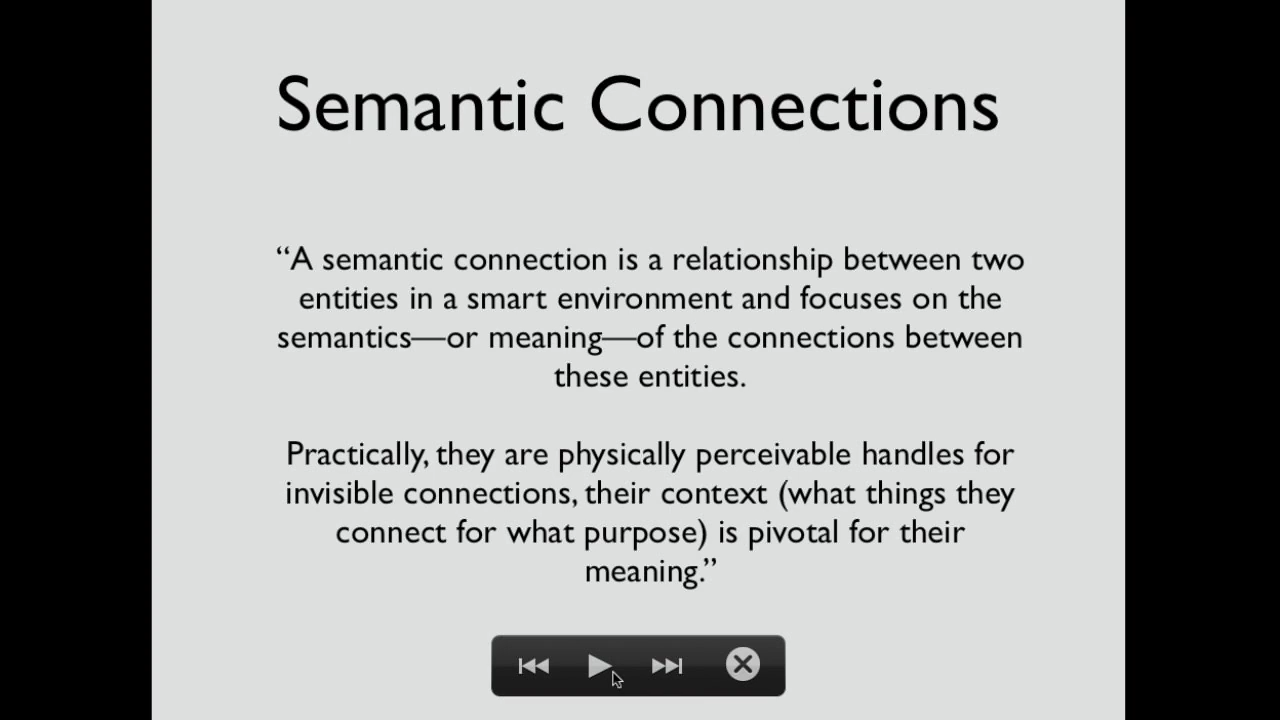 Semantic Connections
“A semantic connection is a relationship between two
entities in a smart environment and focuses on the
semantics—or meaning—of the connections between
these entities.
Practically, they are physically perceivable handles for
invisible connections, their context (what things they
connect for what purpose) is pivotal for their
meaning.”